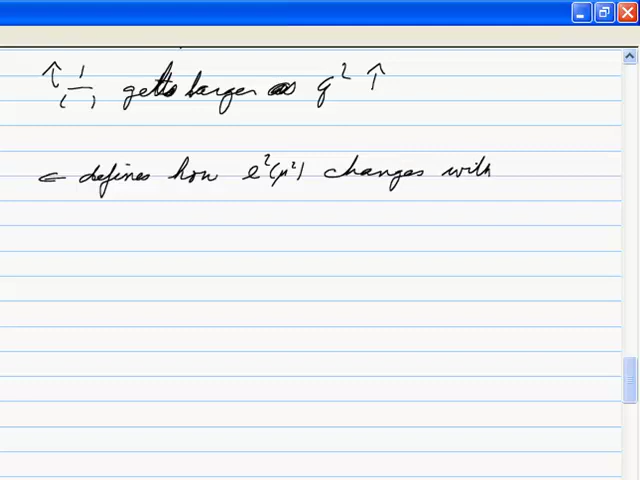 ↑ 1/( ) gets larger as q² ↑
← defines how e²(μ²) changes with